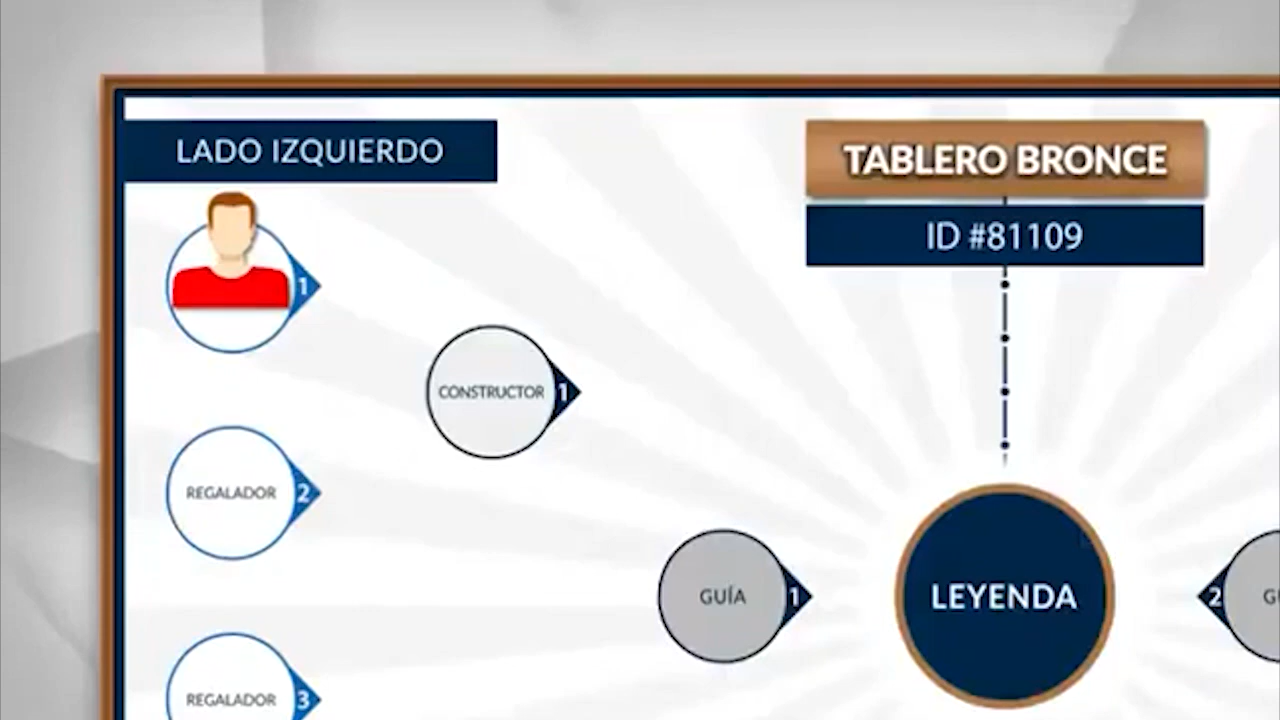 LADO IZQUIERDO
TABLERO BRONCE
ID #81109
1
CONSTRUCTOR 1
REGALADOR 2
GUÍA 1
LEYENDA
2
REGALADOR 3